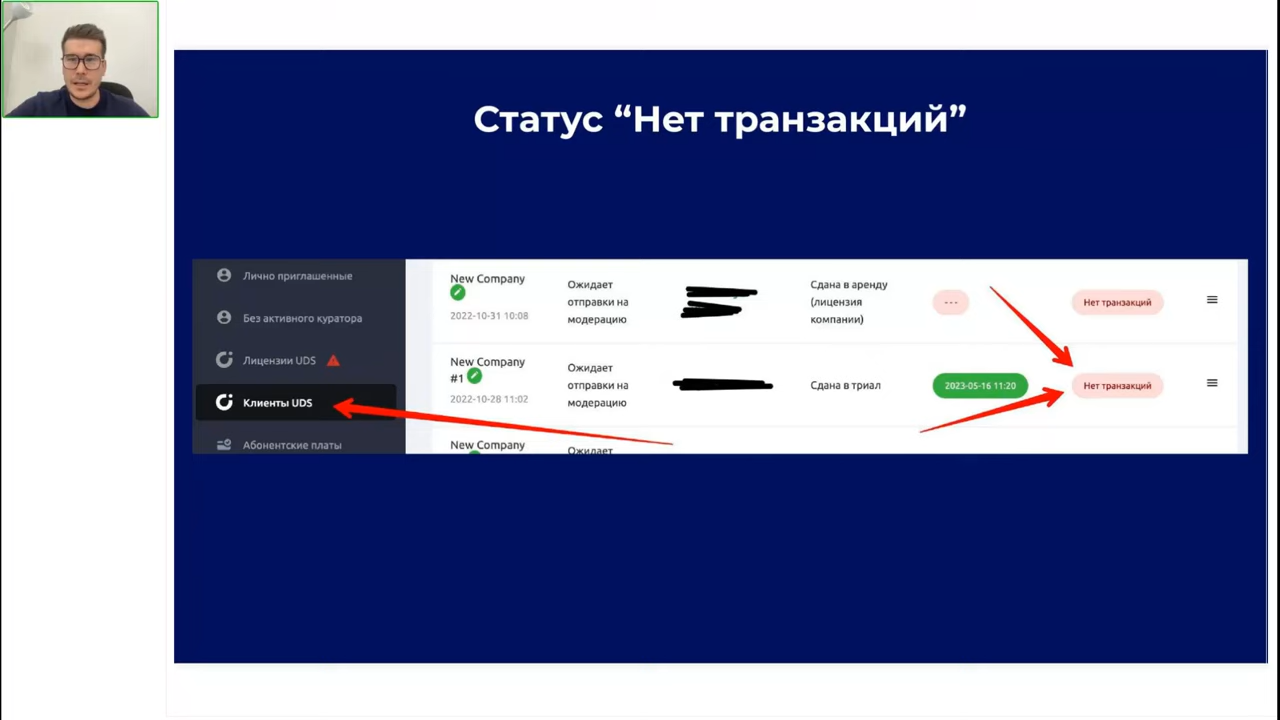 Статус “Нет транзакций”
Лично приглашенные
Без активного куратора
Лицензии UDS
Клиенты UDS
Абонентские платы
New Company
2022-10-31 10:08
Ожидает
отправки на
модерацию
Сдана в аренду
(лицензия
компании)
---
Нет транзакций
New Company
#1
2022-10-28 11:02
Ожидает
отправки на
модерацию
Сдана в триал
2023-05-16 11:20
Нет транзакций
New Company
Ожидает